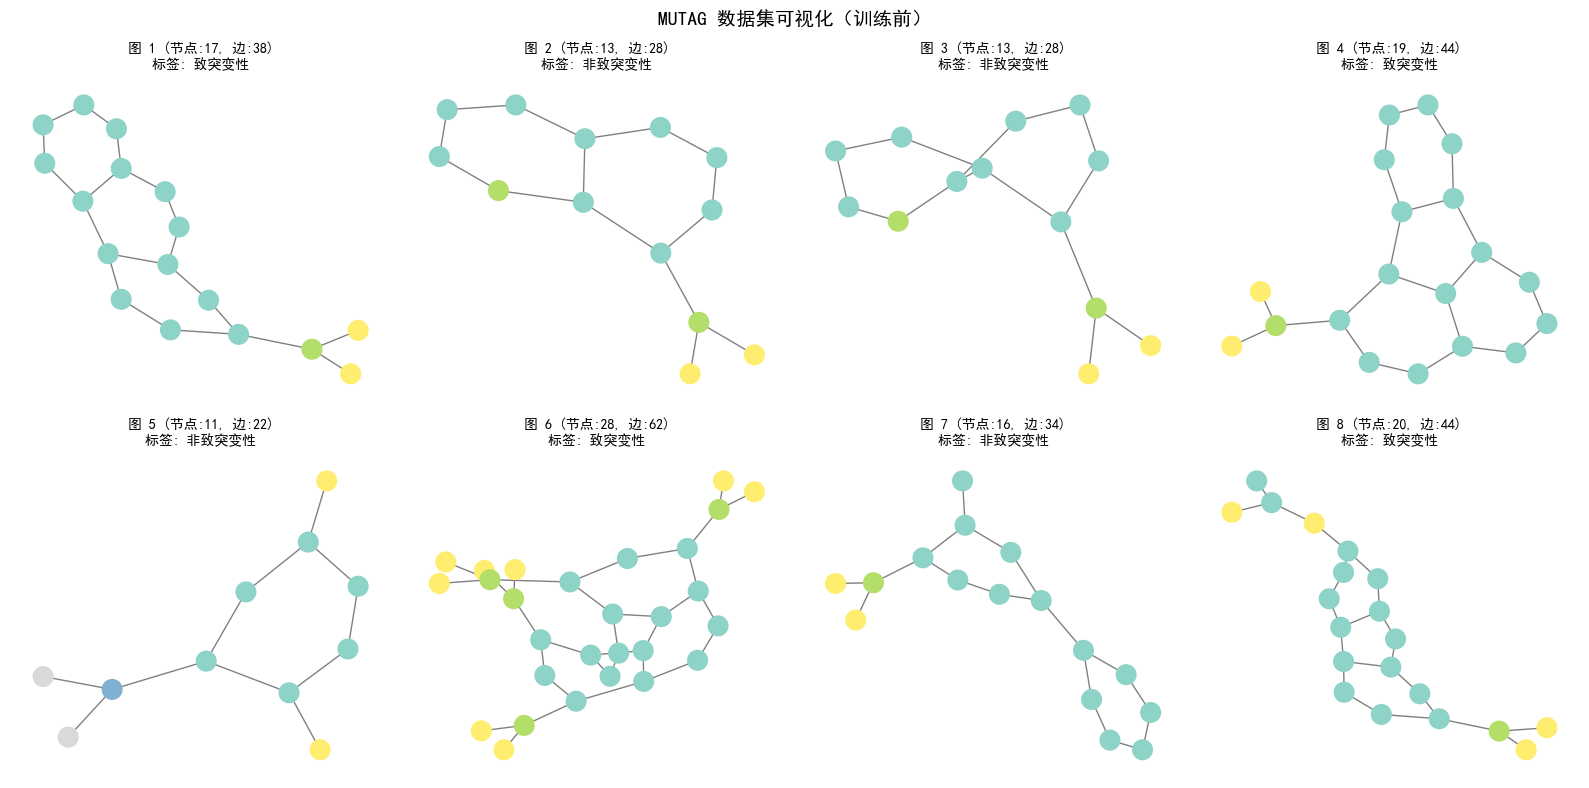 MUTAG 数据集可视化（训练前）
图 1 (节点:17, 边:38)
标签: 致突变性
图 2 (节点:13, 边:28)
标签: 非致突变性
图 3 (节点:13, 边:28)
标签: 非致突变性
图 4 (节点:19, 边:44)
标签: 致突变性
图 5 (节点:11, 边:22)
标签: 非致突变性
图 6 (节点:28, 边:62)
标签: 致突变性
图 7 (节点:16, 边:34)
标签: 非致突变性
图 8 (节点:20, 边:44)
标签: 致突变性